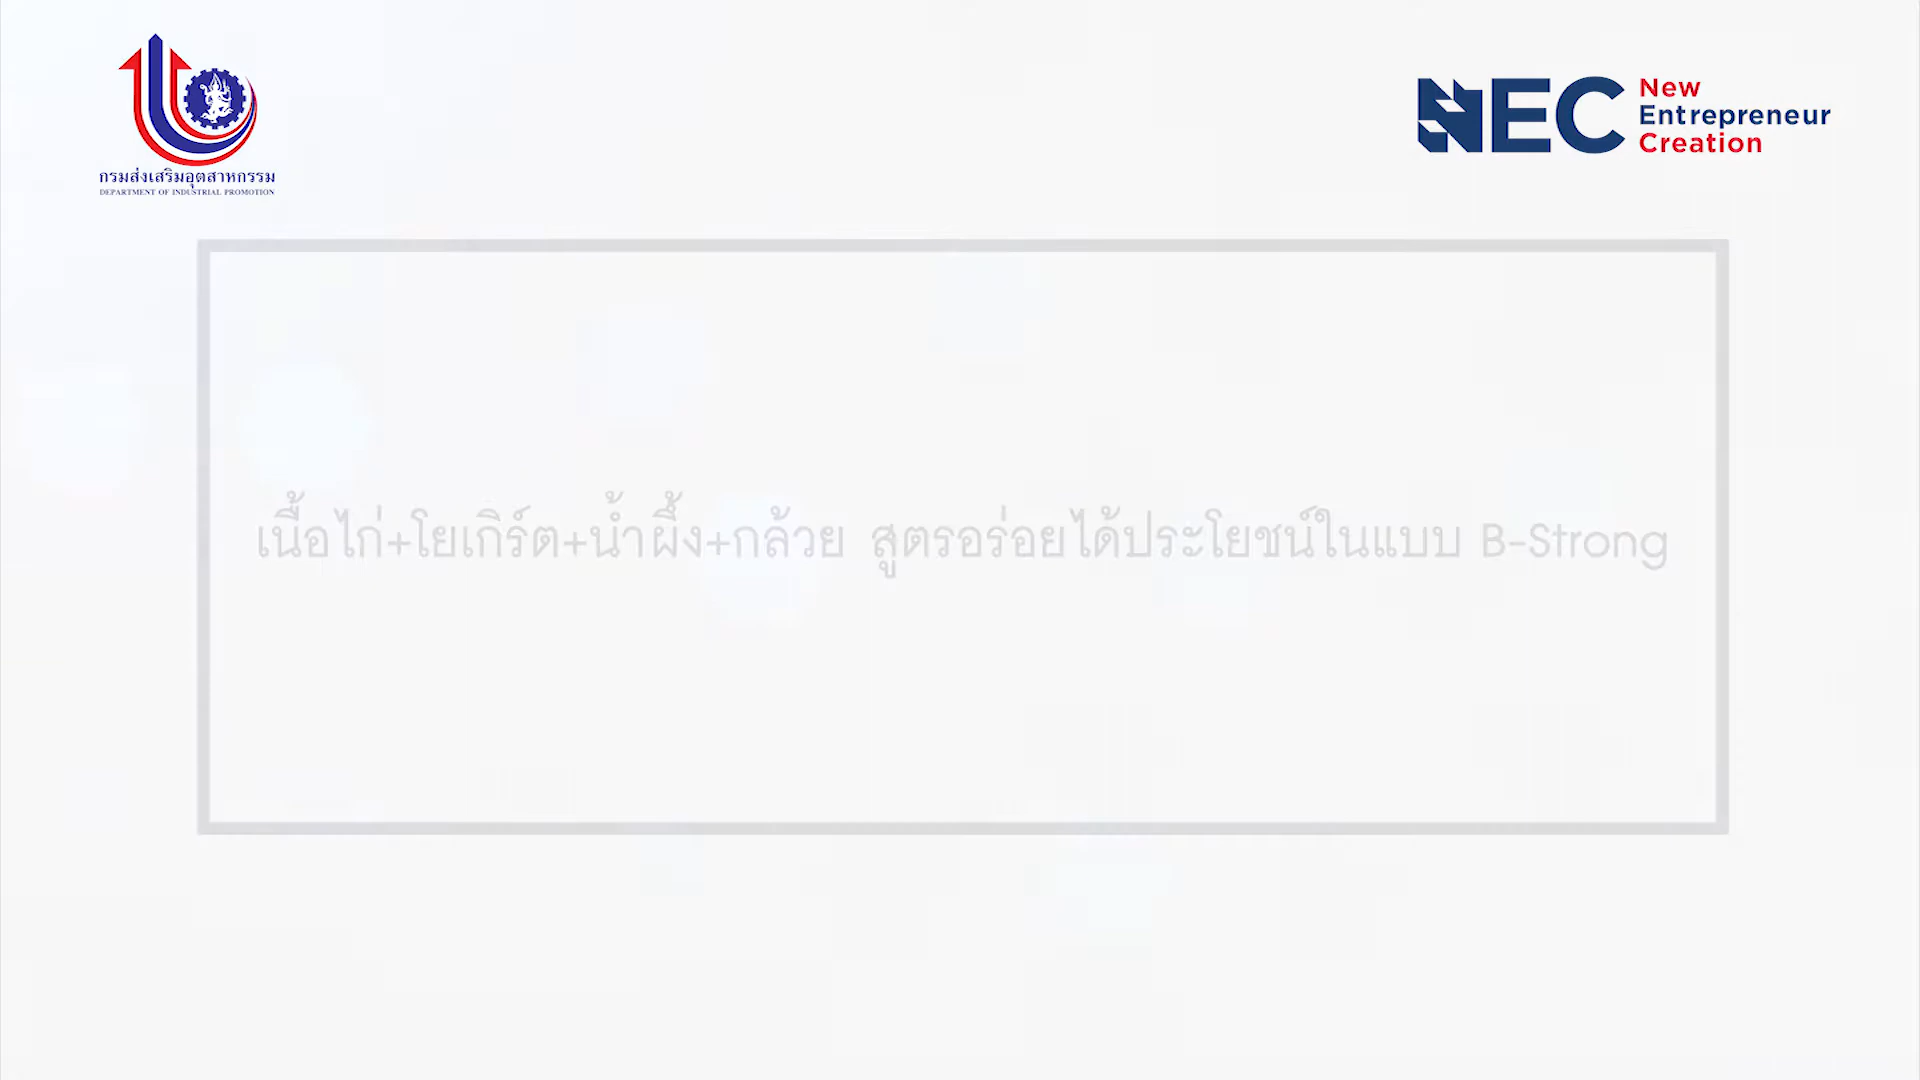 กรมส่งเสริมอุตสาหกรรม
DEPARTMENT OF INDUSTRIAL PROMOTION
NEC
New
Entrepreneur
Creation
เนื้อไก่+โยเกิร์ต+น้ำผึ้ง+กล้วย สูตรอร่อยได้ประโยชน์ในแบบ B-Strong